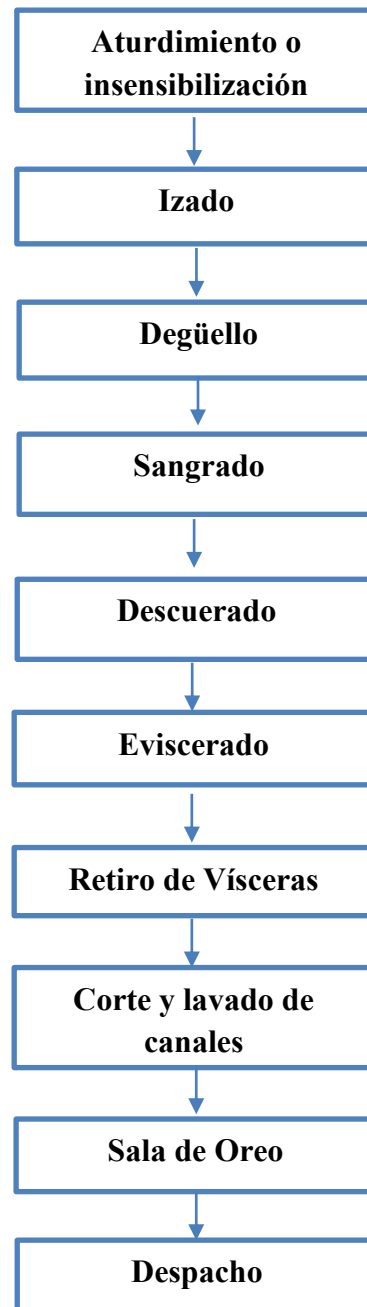 Aturdimiento o
insensibilización
Izado
Degüello
Sangrado
Descuerado
Eviscerado
Retiro de Vísceras
Corte y lavado de
canales
Sala de Oreo
Despacho